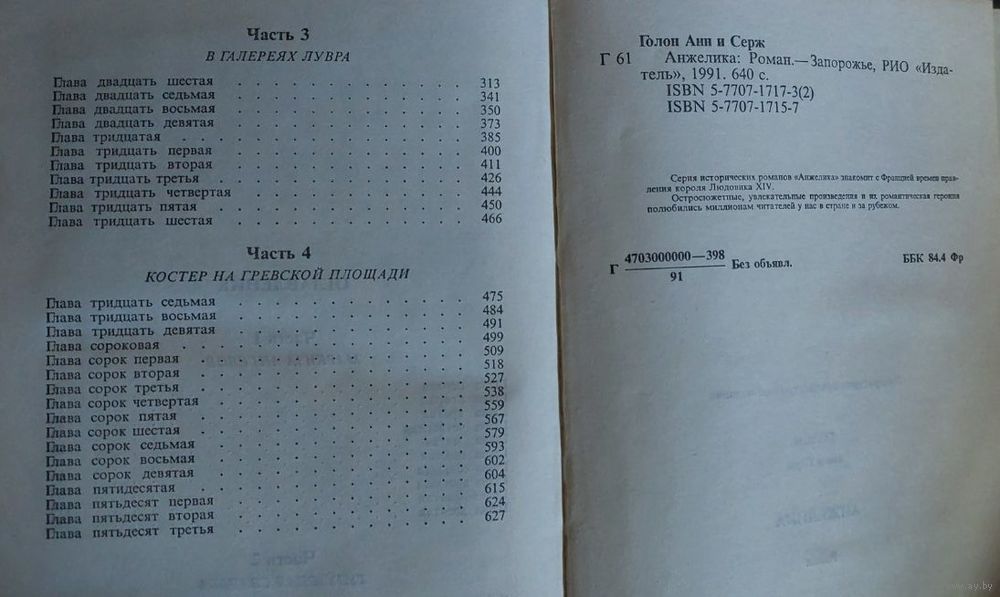 Часть 3
В ГАЛЕРЕЯХ ЛУВРА
Глава двадцать шестая . . . . . . . . . . 313
Глава двадцать седьмая . . . . . . . . . . 341
Глава двадцать восьмая . . . . . . . . . . 350
Глава двадцать девятая . . . . . . . . . . 373
Глава тридцатая . . . . . . . . . . . . 385
Глава тридцать первая . . . . . . . . . . 400
Глава тридцать вторая . . . . . . . . . . 411
Глава тридцать третья . . . . . . . . . . 426
Глава тридцать четвертая . . . . . . . . . . 444
Глава тридцать пятая . . . . . . . . . . 450
Глава тридцать шестая . . . . . . . . . . 466
Часть 4
КОСТЕР НА ГРЕВСКОЙ ПЛОЩАДИ
Глава тридцать седьмая . . . . . . . . . . 475
Глава тридцать восьмая . . . . . . . . . . 484
Глава тридцать девятая . . . . . . . . . . 491
Глава сороковая . . . . . . . . . . . . 499
Глава сорок первая . . . . . . . . . . . 509
Глава сорок вторая . . . . . . . . . . . 518
Глава сорок третья . . . . . . . . . . . 527
Глава сорок четвертая . . . . . . . . . . 538
Глава сорок пятая . . . . . . . . . . . 559
Глава сорок шестая . . . . . . . . . . . 567
Глава сорок седьмая . . . . . . . . . . 579
Глава сорок восьмая . . . . . . . . . . 593
Глава сорок девятая . . . . . . . . . . 602
Глава пятидесятая . . . . . . . . . . . 604
Глава пятьдесят первая . . . . . . . . . . 615
Глава пятьдесят вторая . . . . . . . . . . 624
Глава пятьдесят третья . . . . . . . . . . 627
Голон Анн и Серж
Г 61 Анжелика: Роман.—Запорожье, РИО «Изда-
тель», 1991. 640 с.
ISBN 5-7707-1717-3(2)
ISBN 5-7707-1715-7
Серия исторических романов «Анжелика» знакомит с Францией времен прав-
ления короля Людовика XIV.
Остросюжетные, увлекательные произведения и их романтическая героиня
полюбились миллионам читателей у нас в стране и за рубежом.
Г 4703000000—398
91
Без объявл.
ББК 84.4 Фр
www.ay.by